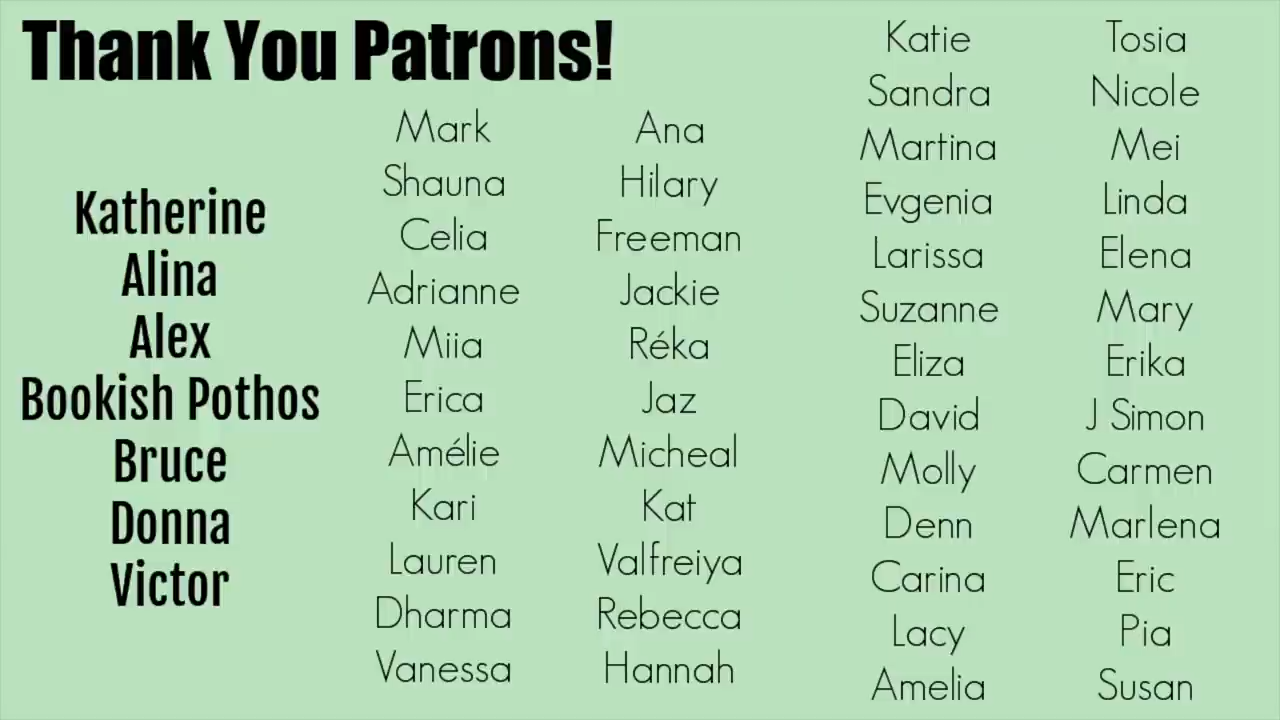 Thank You Patrons!
Katherine
Alina
Alex
Bookish Pothos
Bruce
Donna
Victor
Mark
Shauna
Celia
Adrianne
Miia
Erica
Amélie
Kari
Lauren
Dharma
Vanessa
Ana
Hilary
Freeman
Jackie
Réka
Jaz
Micheal
Kat
Valfreiya
Rebecca
Hannah
Katie
Sandra
Martina
Evgenia
Larissa
Suzanne
Eliza
David
Molly
Denn
Carina
Lacy
Amelia
Tosia
Nicole
Mei
Linda
Elena
Mary
Erika
J Simon
Carmen
Marlena
Eric
Pia
Susan